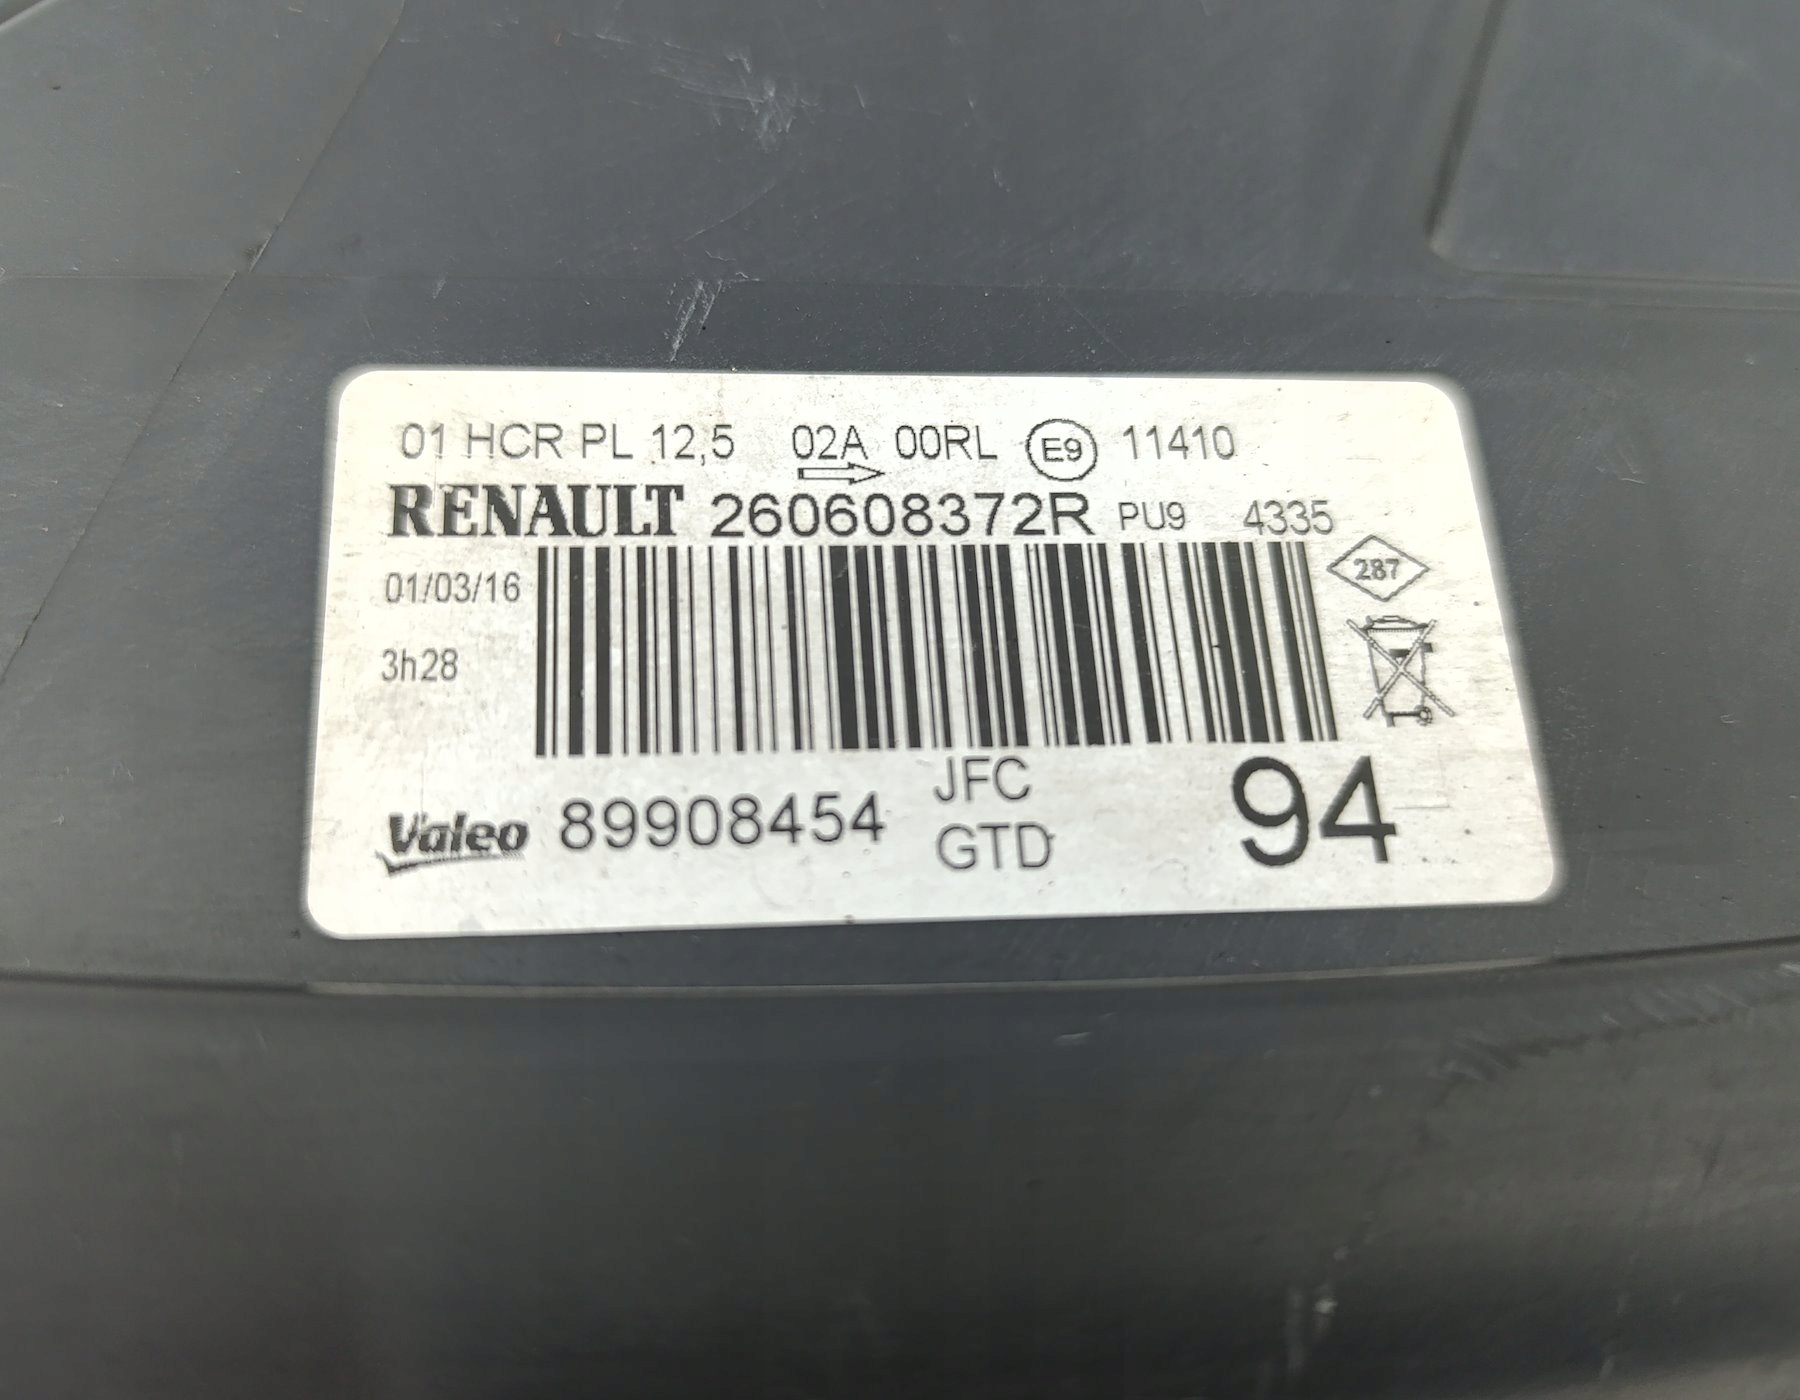 01 HCR PL 12,5 02A 00RL E9 11410
RENAULT 260608372R PU9 4335
287
01/03/16
3h28
JFC
Valeo 89908454
GTD
94